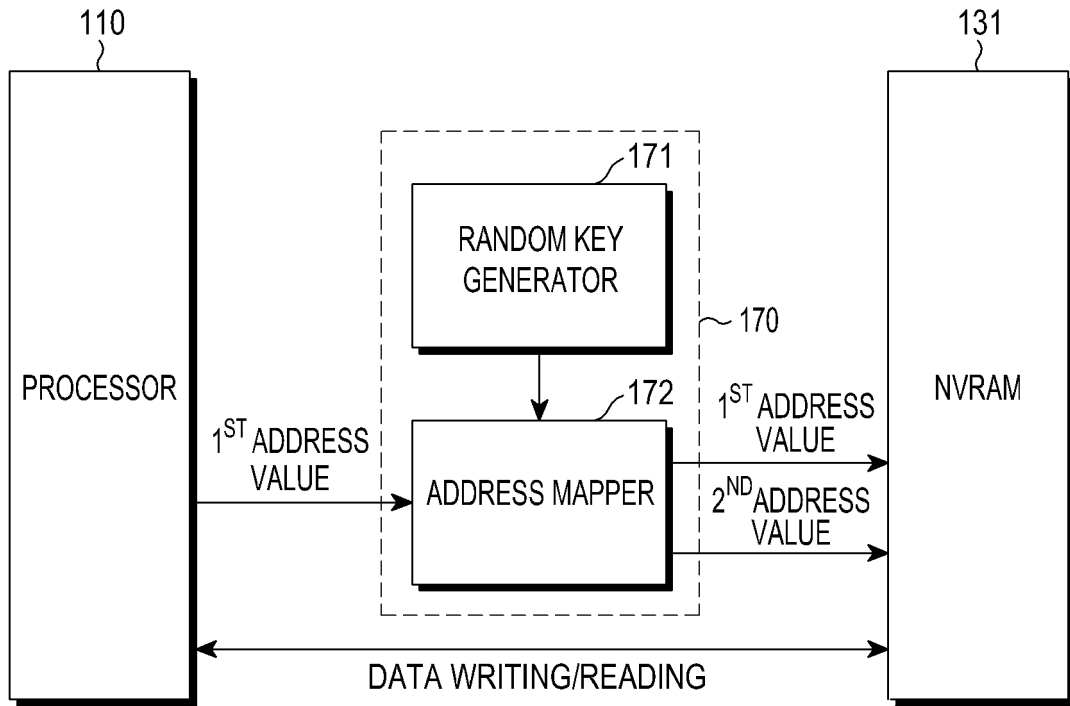 110
131
171
RANDOM KEY
GENERATOR
170
PROCESSOR
NVRAM
172
1ST ADDRESS
VALUE
ADDRESS MAPPER
1ST ADDRESS
VALUE
2ND ADDRESS
VALUE
DATA WRITING/READING